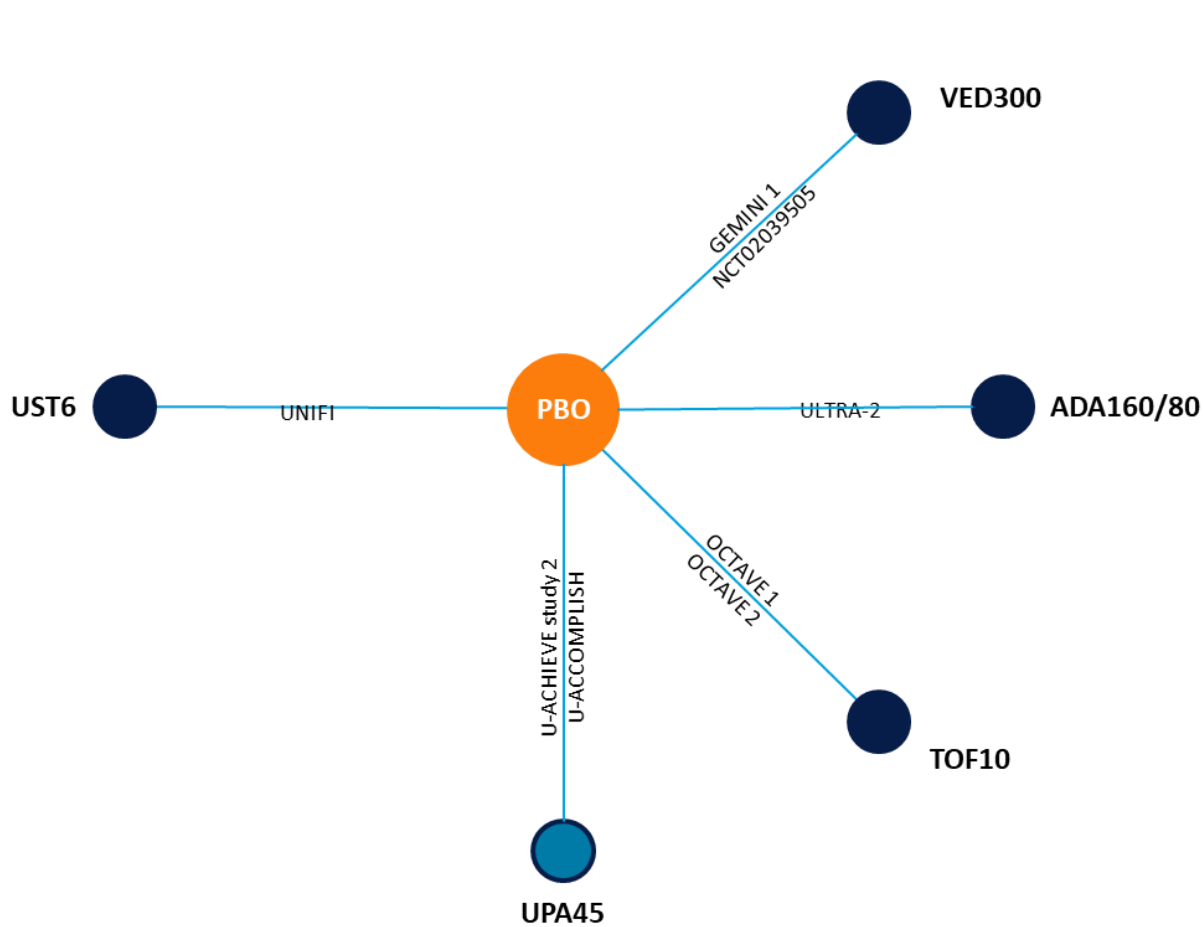 VED300
GEMINI 1
NCT02039505
UST6
UNIFI
PBO
ULTRA-2
ADA160/80
OCTAVE 1
OCTAVE 2
U-ACHIEVE study 2
U-ACCOMPLISH
TOF10
UPA45